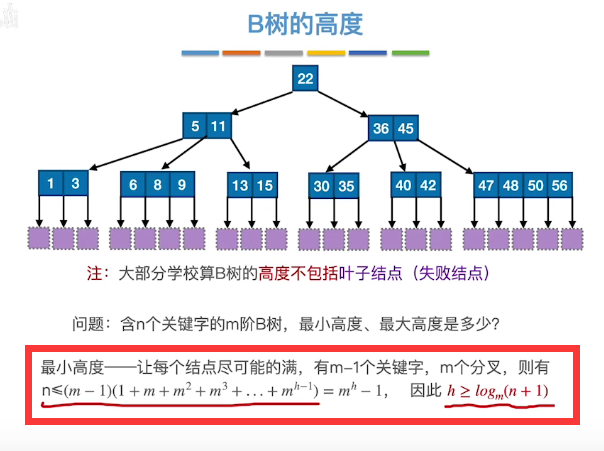 B树的高度
22
5 11
36 45
1 3
6 8 9
13 15
30 35
40 42
47 48 50 56
注：大部分学校算B树的高度不包括叶子结点（失败结点）
问题：含n个关键字的m阶B树，最小高度、最大高度是多少？
最小高度——让每个结点尽可能的满，有m−1个关键字，m个分叉，则有
n≤(m − 1)(1 + m + m² + m³ + … + mʰ⁻¹) = mʰ − 1， 因此 h ≥ logₘ(n + 1)